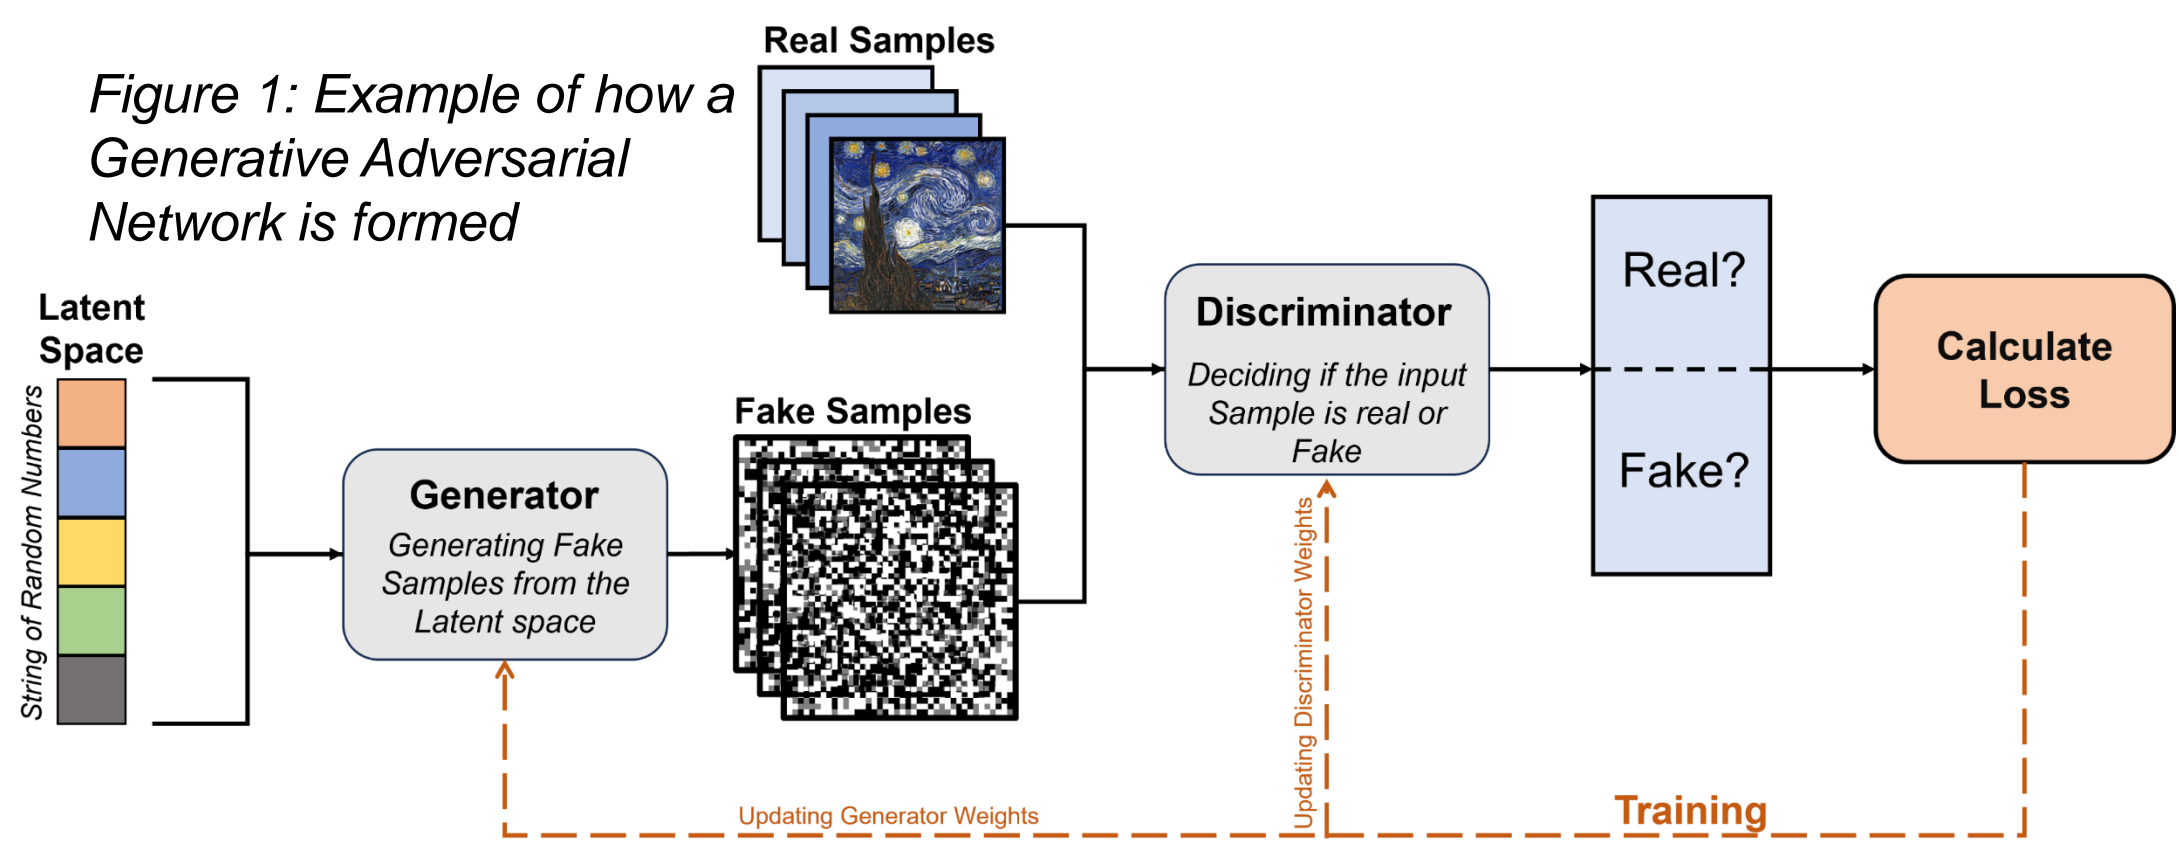 Figure 1: Example of how a
Generative Adversarial
Network is formed
Real Samples
Latent
Space
String of Random Numbers
Generator
Generating Fake
Samples from the
Latent space
Fake Samples
Discriminator
Deciding if the input
Sample is real or
Fake
Real?
Fake?
Calculate
Loss
Updating Discriminator Weights
Updating Generator Weights
Training